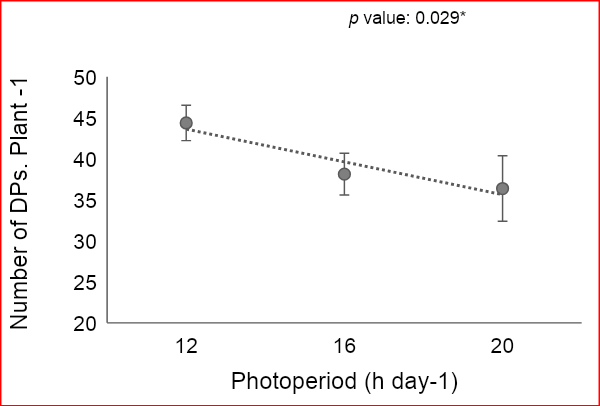 p value: 0.029*
Number of DPs. Plant -1
50
45
40
35
30
25
20
12 16 20
Photoperiod (h day-1)